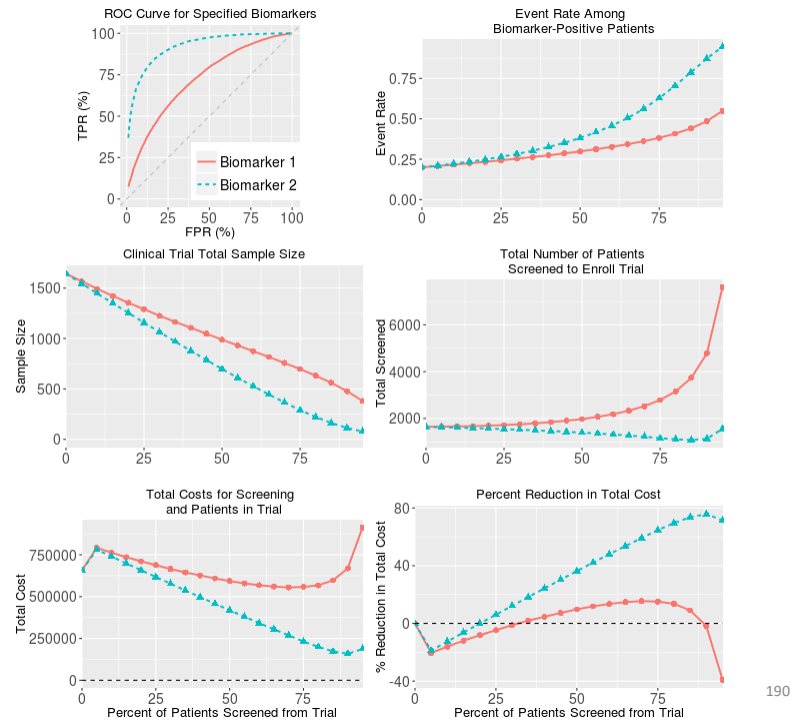 ROC Curve for Specified Biomarkers
TPR (%)
100
75
50
25
0
Biomarker 1
Biomarker 2
0 25 50 75 100
FPR (%)
Event Rate Among
Biomarker-Positive Patients
Event Rate
0.75
0.50
0.25
0.00
0 25 50 75
Clinical Trial Total Sample Size
Sample Size
1500
1000
500
0
0 25 50 75
Total Number of Patients
Screened to Enroll Trial
Total Screened
6000
4000
2000
0 25 50 75
Total Costs for Screening
and Patients in Trial
Total Cost
750000
500000
250000
0
0 25 50 75
Percent of Patients Screened from Trial
Percent Reduction in Total Cost
% Reduction in Total Cost
80
40
0
-40
0 25 50 75
Percent of Patients Screened from Trial
190